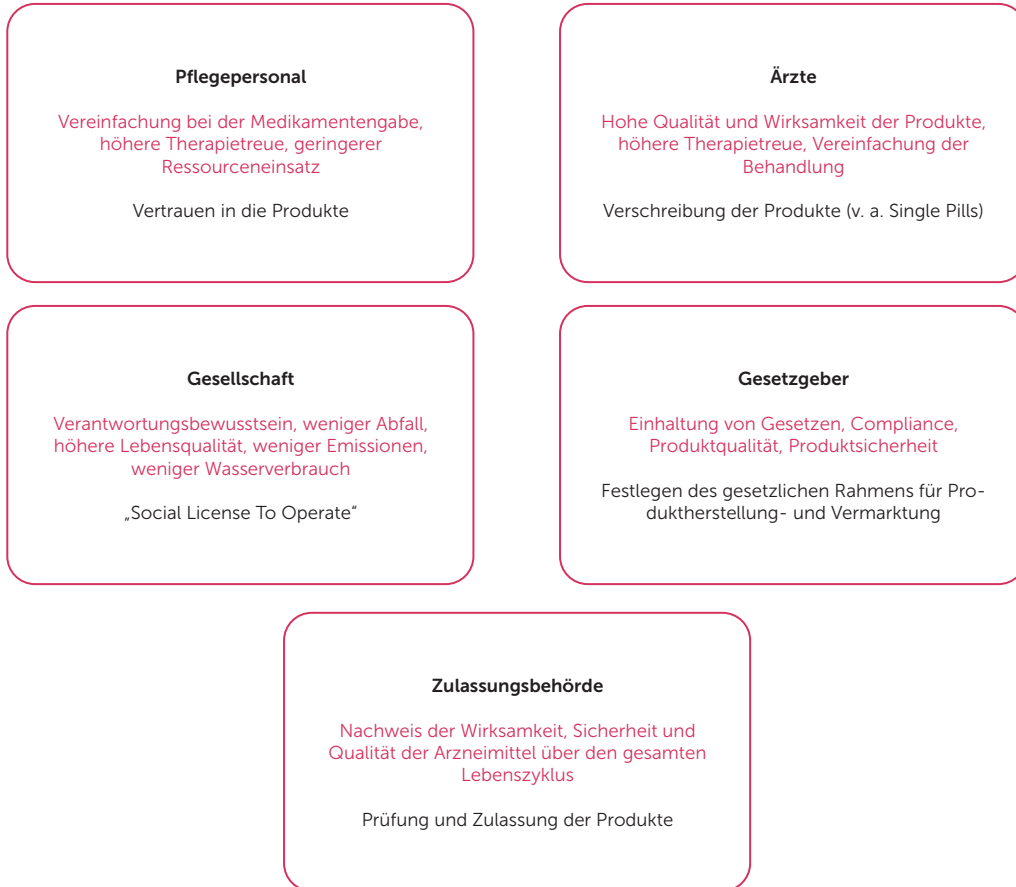 Pflegepersonal
Vereinfachung bei der Medikamentengabe,
höhere Therapietreue, geringerer
Ressourceneinsatz
Vertrauen in die Produkte
Ärzte
Hohe Qualität und Wirksamkeit der Produkte,
höhere Therapietreue, Vereinfachung der
Behandlung
Verschreibung der Produkte (v. a. Single Pills)
Gesellschaft
Verantwortungsbewusstsein, weniger Abfall,
höhere Lebensqualität, weniger Emissionen,
weniger Wasserverbrauch
„Social License To Operate“
Gesetzgeber
Einhaltung von Gesetzen, Compliance,
Produktqualität, Produktsicherheit
Festlegen des gesetzlichen Rahmens für Pro-
duktherstellung- und Vermarktung
Zulassungsbehörde
Nachweis der Wirksamkeit, Sicherheit und
Qualität der Arzneimittel über den gesamten
Lebenszyklus
Prüfung und Zulassung der Produkte